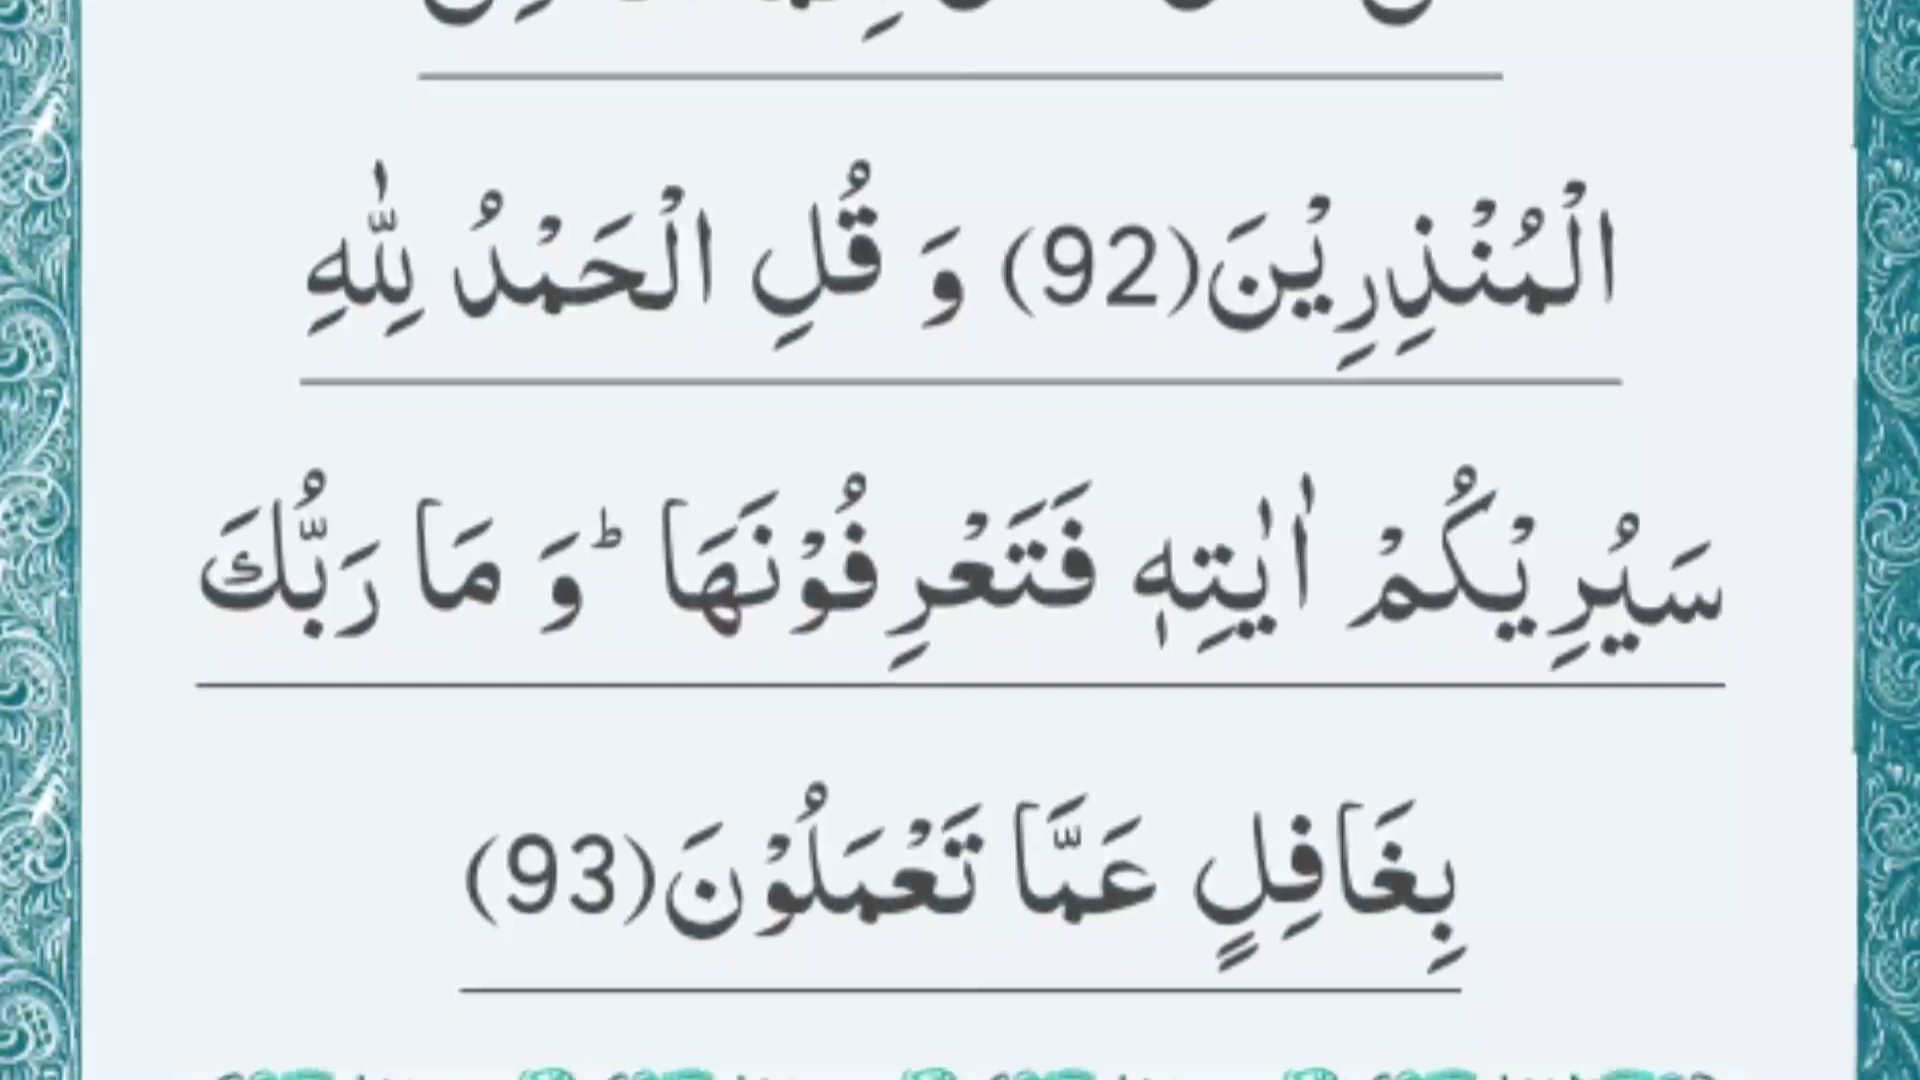 الْمُنْذِرِیْنَ(92) وَ قُلِ الْحَمْدُ لِلّٰهِ
سَیُرِیْكُمْ اٰیٰتِهٖ فَتَعْرِفُوْنَهَاؕ وَ مَا رَبُّكَ
بِغَافِلٍ عَمَّا تَعْمَلُوْنَ(93)